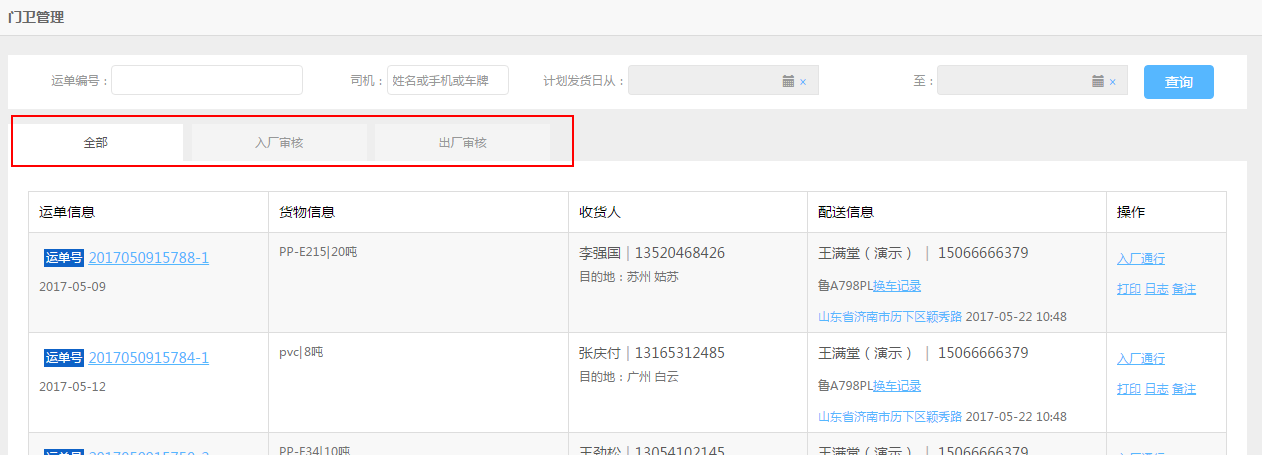 门卫管理
运单编号： 司机： 姓名或手机或车牌 计划发货日从： × 至： × 查询
全部 入厂审核 出厂审核
运单信息 货物信息 收货人 配送信息 操作
运单号 2017050915788-1 PP-E215|20吨 李强国 | 13520468426 王满堂（演示） | 15066666379 入厂通行
2017-05-09 目的地：苏州 姑苏 鲁A798PL换车记录 打印 日志 备注
山东省济南市历下区颖秀路 2017-05-22 10:48
运单号 2017050915784-1 pvc|8吨 张庆付 | 13165312485 王满堂（演示） | 15066666379 入厂通行
2017-05-12 目的地：广州 白云 鲁A798PL换车记录 打印 日志 备注
山东省济南市历下区颖秀路 2017-05-22 10:48
运单号 PP-E34|10吨 王劲松 | 13054102145 王满堂（演示） | 15066666379 入厂通行